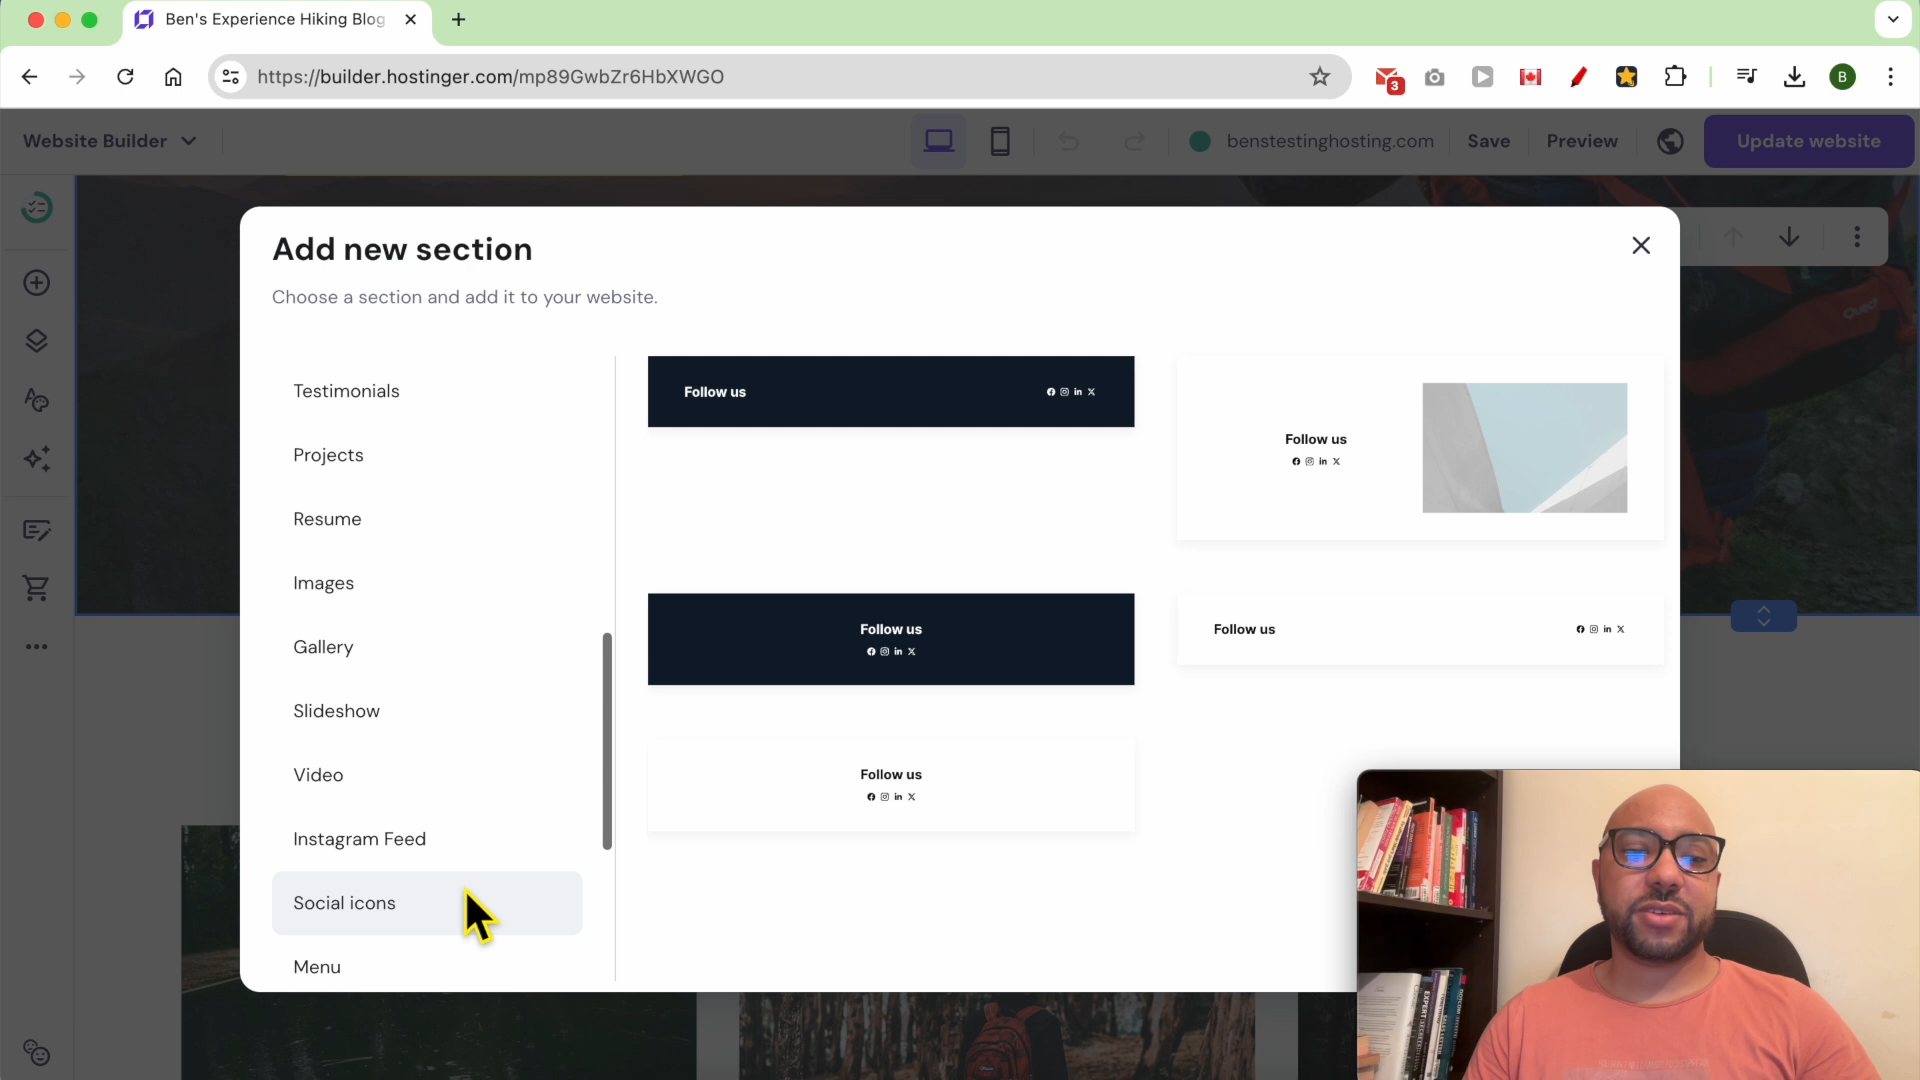 Ben's Experience Hiking Blog
https://builder.hostinger.com/mp89GwbZr6HbXWGO
3
B
Website Builder
benstestinghosting.com
Save
Preview
Update website
Add new section
Choose a section and add it to your website.
Testimonials
Projects
Resume
Images
Gallery
Slideshow
Video
Instagram Feed
Social icons
Menu
Follow us
Follow us
Follow us
Follow us
Follow us